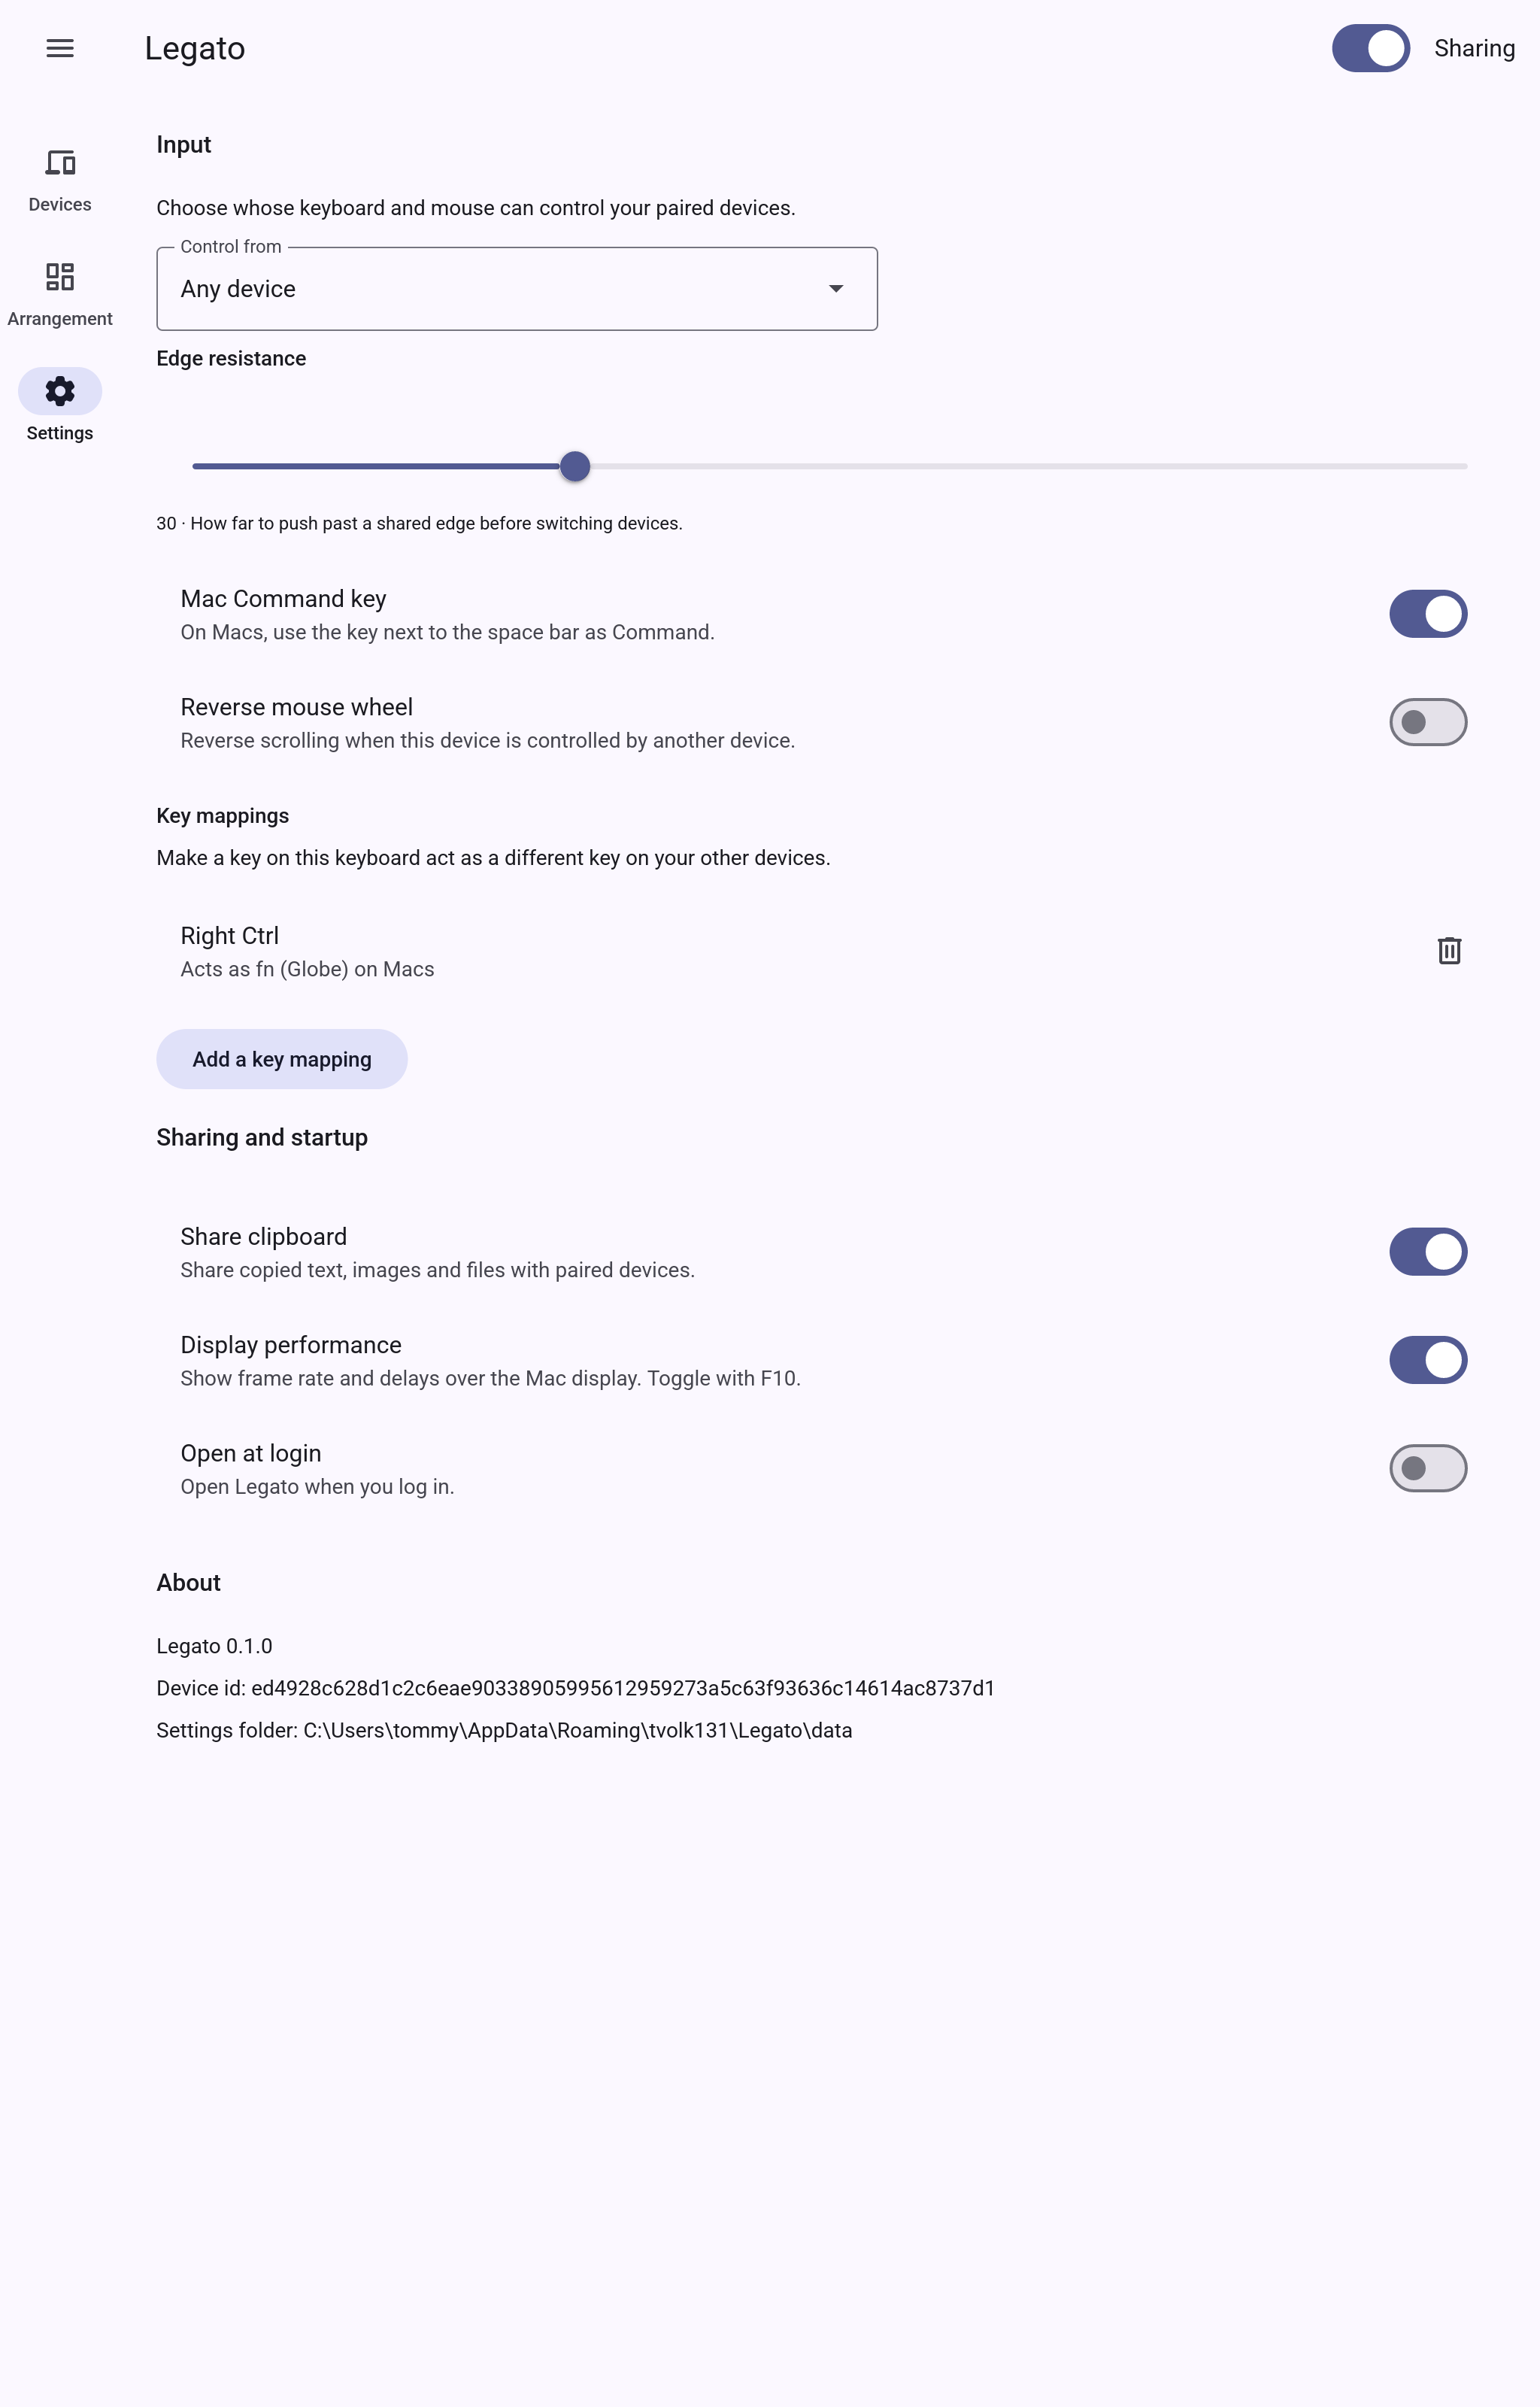 Legato
Sharing
Devices
Arrangement
Settings
Input
Choose whose keyboard and mouse can control your paired devices.
Control from
Any device
Edge resistance
30 · How far to push past a shared edge before switching devices.
Mac Command key
On Macs, use the key next to the space bar as Command.
Reverse mouse wheel
Reverse scrolling when this device is controlled by another device.
Key mappings
Make a key on this keyboard act as a different key on your other devices.
Right Ctrl
Acts as fn (Globe) on Macs
Add a key mapping
Sharing and startup
Share clipboard
Share copied text, images and files with paired devices.
Display performance
Show frame rate and delays over the Mac display. Toggle with F10.
Open at login
Open Legato when you log in.
About
Legato 0.1.0
Device id: ed4928c628d1c2c6eae90338905995612959273a5c63f93636c14614ac8737d1
Settings folder: C:\Users\tommy\AppData\Roaming\tvolk131\Legato\data